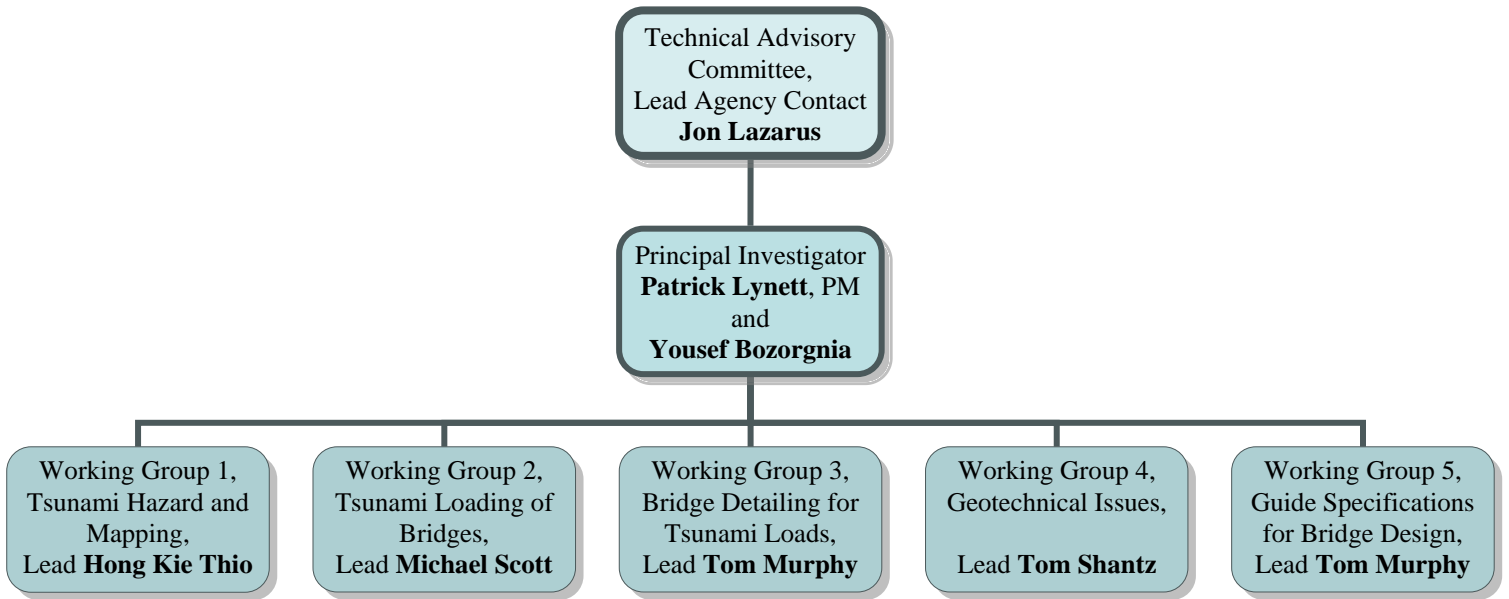 Technical Advisory
Committee,
Lead Agency Contact
Jon Lazarus
Principal Investigator
Patrick Lynett, PM
and
Yousef Bozorgnia
Working Group 1,
Tsunami Hazard and
Mapping,
Lead Hong Kie Thio
Working Group 2,
Tsunami Loading of
Bridges,
Lead Michael Scott
Working Group 3,
Bridge Detailing for
Tsunami Loads,
Lead Tom Murphy
Working Group 4,
Geotechnical Issues,
Lead Tom Shantz
Working Group 5,
Guide Specifications
for Bridge Design,
Lead Tom Murphy